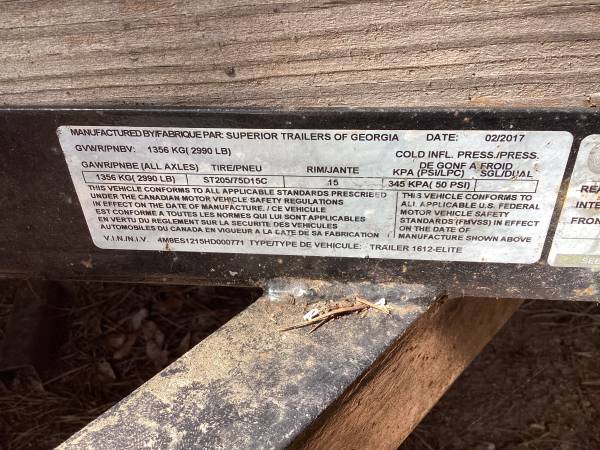 MANUFACTURED BY/FABRIQUE PAR: SUPERIOR TRAILERS OF GEORGIA DATE: 02/2017
GVWR/PNBV: 1356 KG( 2990 LB)
COLD INFL. PRESS./PRESS.
DE GONF A FROID
GAWR/PNBE (ALL AXLES) TIRE/PNEU RIM/JANTE KPA (PSI/LPC) SGL/DUAL
1356 KG( 2990 LB) ST205/75D15C 15 345 KPA( 50 PSI)
THIS VEHICLE CONFORMS TO ALL APPLICABLE STANDARDS PRESCRIBED
UNDER THE CANADIAN MOTOR VEHICLE SAFETY REGULATIONS
IN EFFECT ON THE DATE OF MANUFACTURE. / CE VEHICULE
EST CONFORME A TOUTES LES NORMES QUI LUI SONT APPLICABLES
EN VERTU DU REGLEMENT SUR LA SECURITE DES VEHICULES
AUTOMOBILES DU CANADA EN VIGUEUR A LA DATE DE SA FABRICATION
THIS VEHICLE CONFORMS TO
ALL APPLICABLE U.S. FEDERAL
MOTOR VEHICLE SAFETY
STANDARDS (FMVSS) IN EFFECT
ON THE DATE OF
MANUFACTURE SHOWN ABOVE
V.I.N./N.I.V. 4M8ES1215HD000771 TYPE/TYPE DE VEHICULE: TRAILER 1612-ELITE
FRON